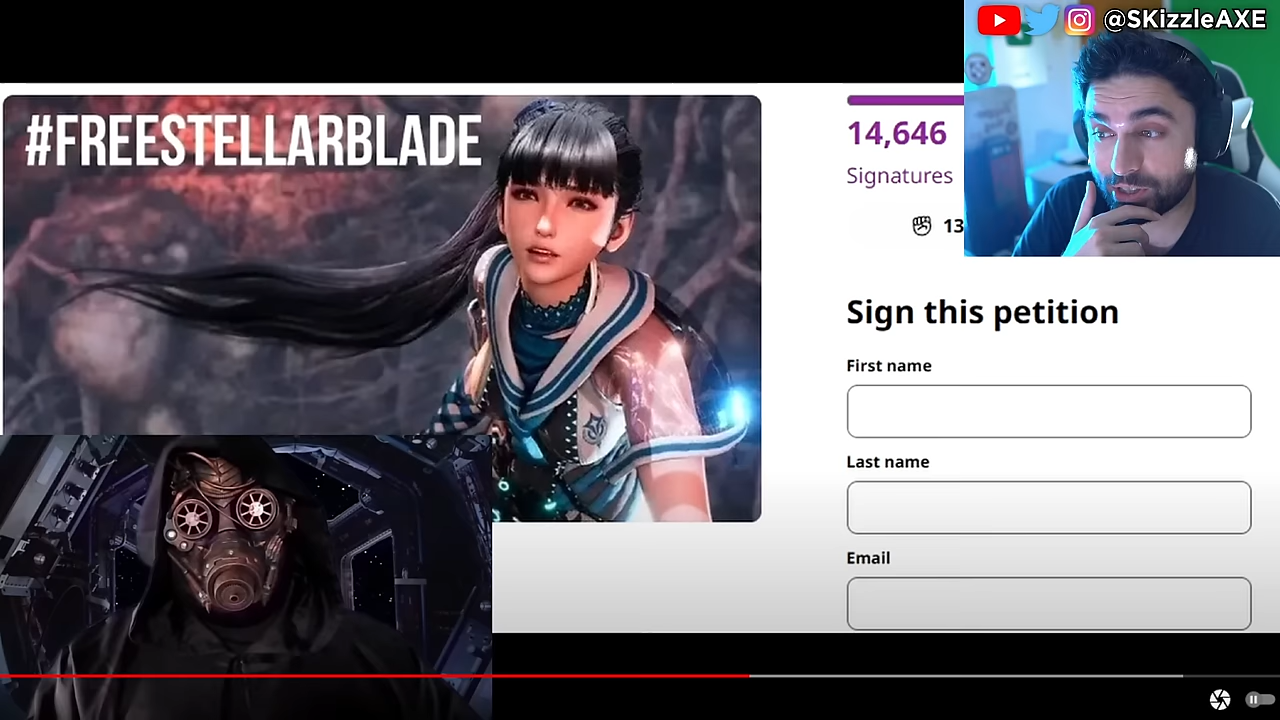 @SKizzleAXE
#FREESTELLARBLADE
14,646
Signatures
13
Sign this petition
First name
Last name
Email